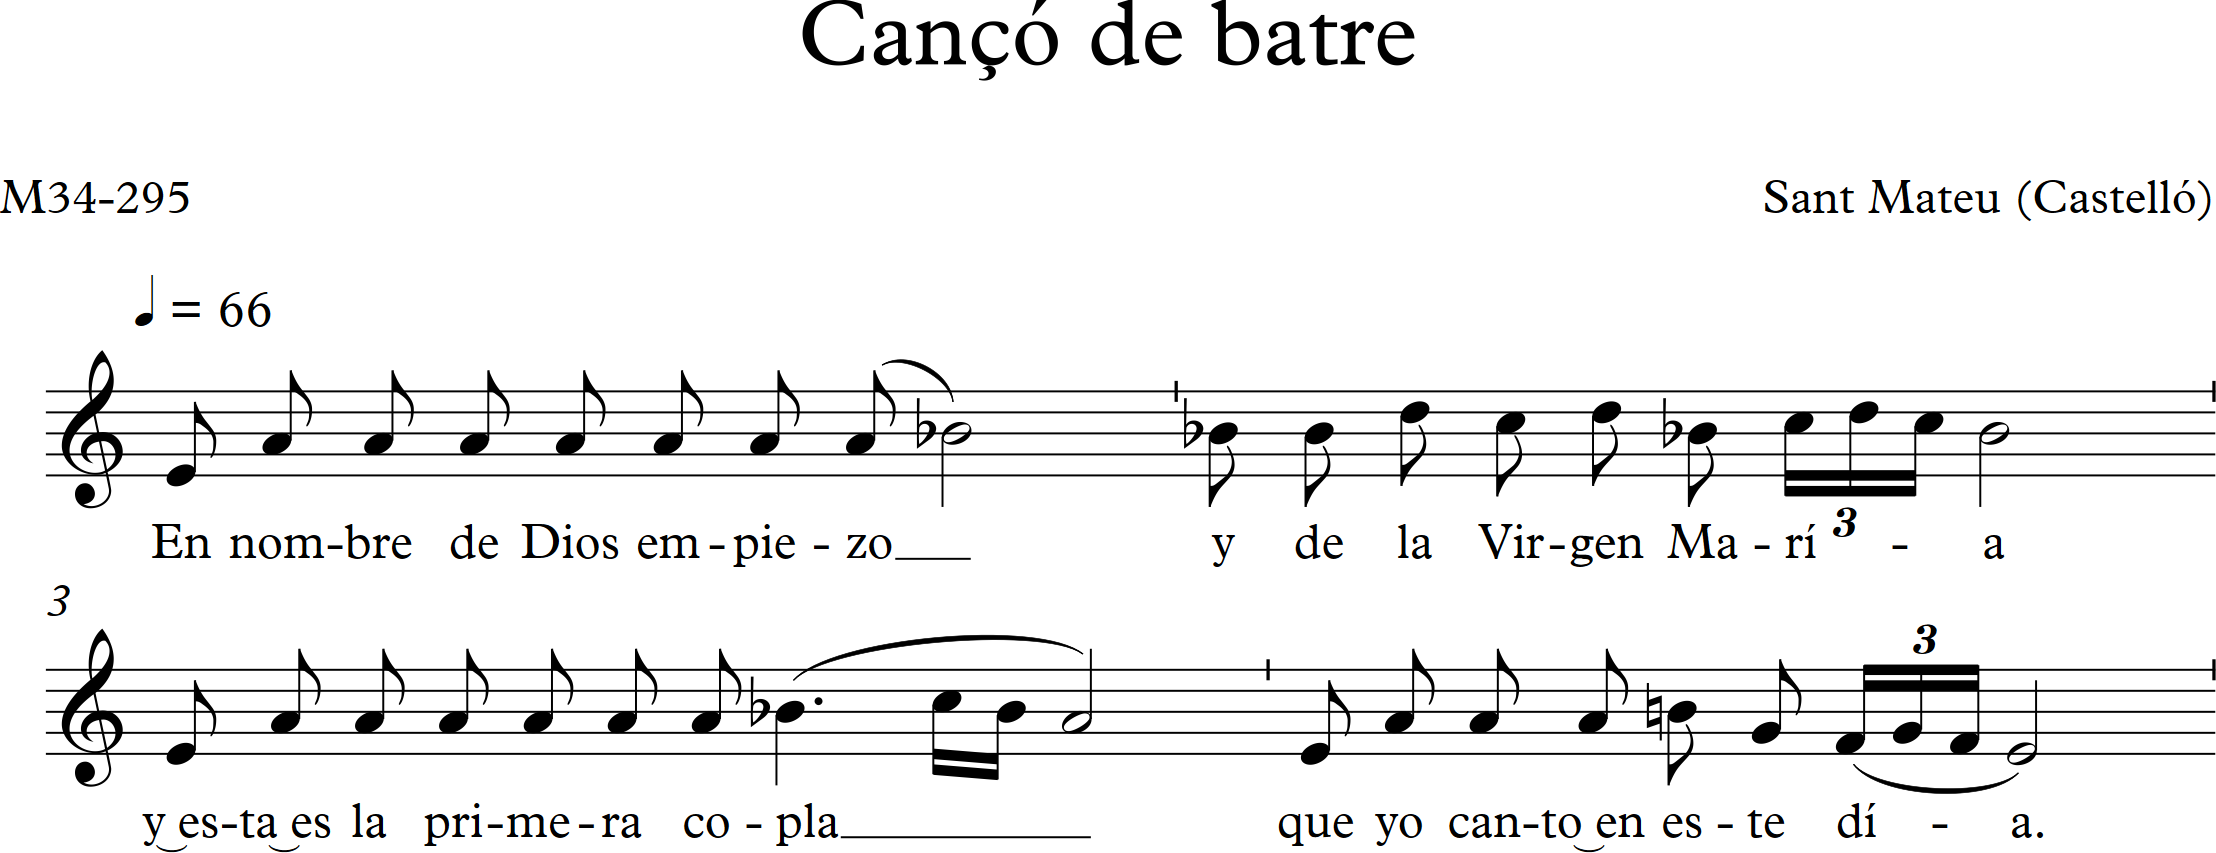 Cançó de batre
M34-295
Sant Mateu (Castelló)
♩ = 66
3
En nom-bre de Dios em-pie-zo y de la Vir-gen Ma-rí-a
3
3
y es-ta es la pri-me-ra co-pla que yo can-to en es-te dí-a.